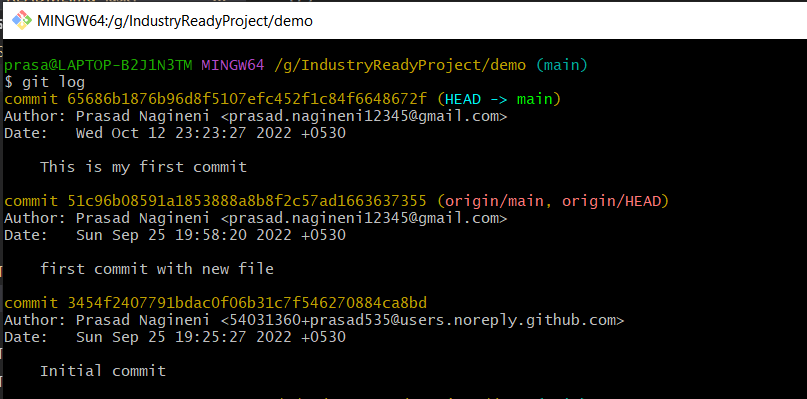 MINGW64:/g/IndustryReadyProject/demo
prasa@LAPTOP-B2J1N3TM MINGW64 /g/IndustryReadyProject/demo (main)
$ git log
commit 65686b1876b96d8f5107efc452f1c84f6648672f (HEAD -> main)
Author: Prasad Nagineni <prasad.nagineni12345@gmail.com>
Date:   Wed Oct 12 23:23:27 2022 +0530
This is my first commit
commit 51c96b08591a1853888a8b8f2c57ad1663637355 (origin/main, origin/HEAD)
Author: Prasad Nagineni <prasad.nagineni12345@gmail.com>
Date:   Sun Sep 25 19:58:20 2022 +0530
first commit with new file
commit 3454f2407791bdac0f06b31c7f546270884ca8bd
Author: Prasad Nagineni <54031360+prasad535@users.noreply.github.com>
Date:   Sun Sep 25 19:25:27 2022 +0530
Initial commit